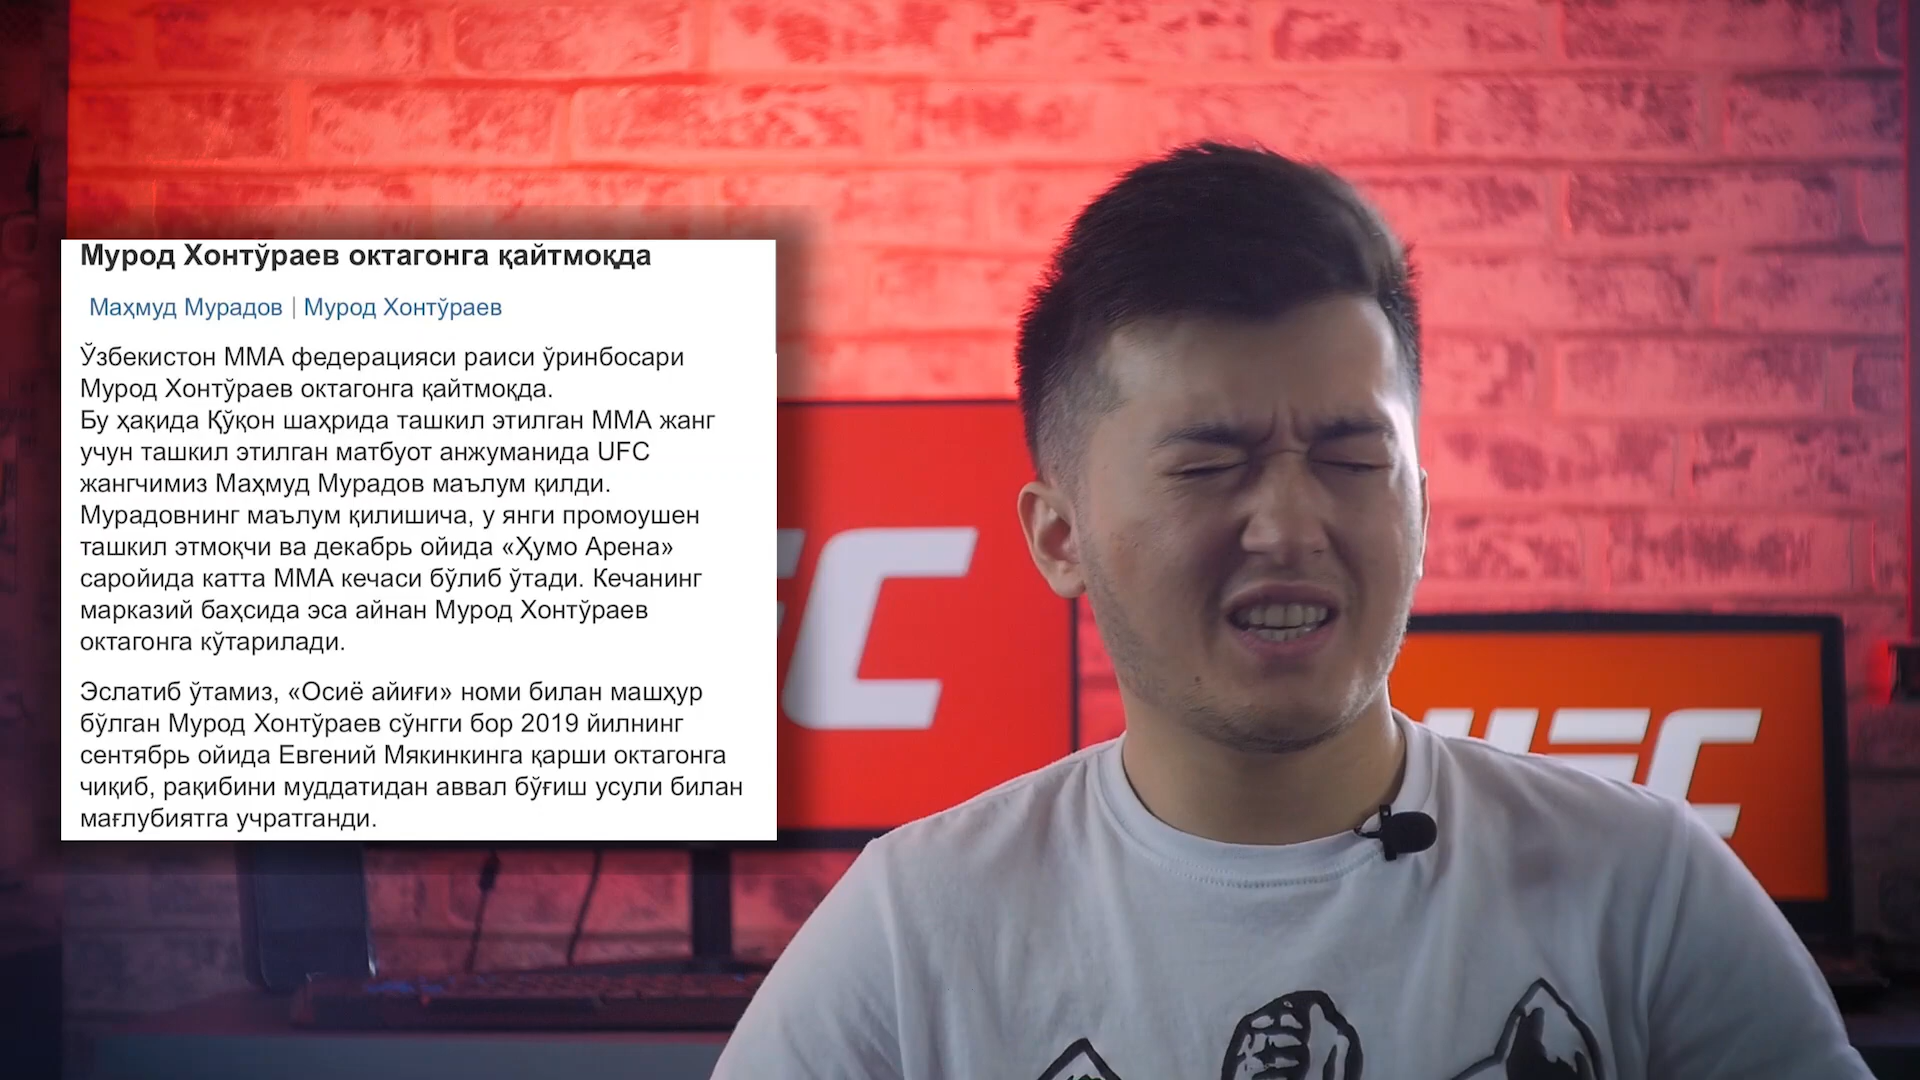 Мурод Хонтўраев октагонга қайтмоқда
Маҳмуд Мурадов | Мурод Хонтўраев
Ўзбекистон ММА федерацияси раиси ўринбосари
Мурод Хонтўраев октагонга қайтмоқда.
Бу ҳақида Қўқон шаҳрида ташкил этилган ММА жанг
учун ташкил этилган матбуот анжуманида UFC
жангчимиз Маҳмуд Мурадов маълум қилди.
Мурадовнинг маълум қилишича, у янги промоушен
ташкил этмоқчи ва декабрь ойида «Ҳумо Арена»
саройида катта ММА кечаси бўлиб ўтади. Кечанинг
марказий баҳсида эса айнан Мурод Хонтўраев
октагонга кўтарилади.
Эслатиб ўтамиз, «Осиё айиғи» номи билан машҳур
бўлган Мурод Хонтўраев сўнгги бор 2019 йилнинг
сентябрь ойида Евгений Мякинкинга қарши октагонга
чиқиб, рақибини муддатидан аввал бўғиш усули билан
мағлубиятга учратганди.
UFC